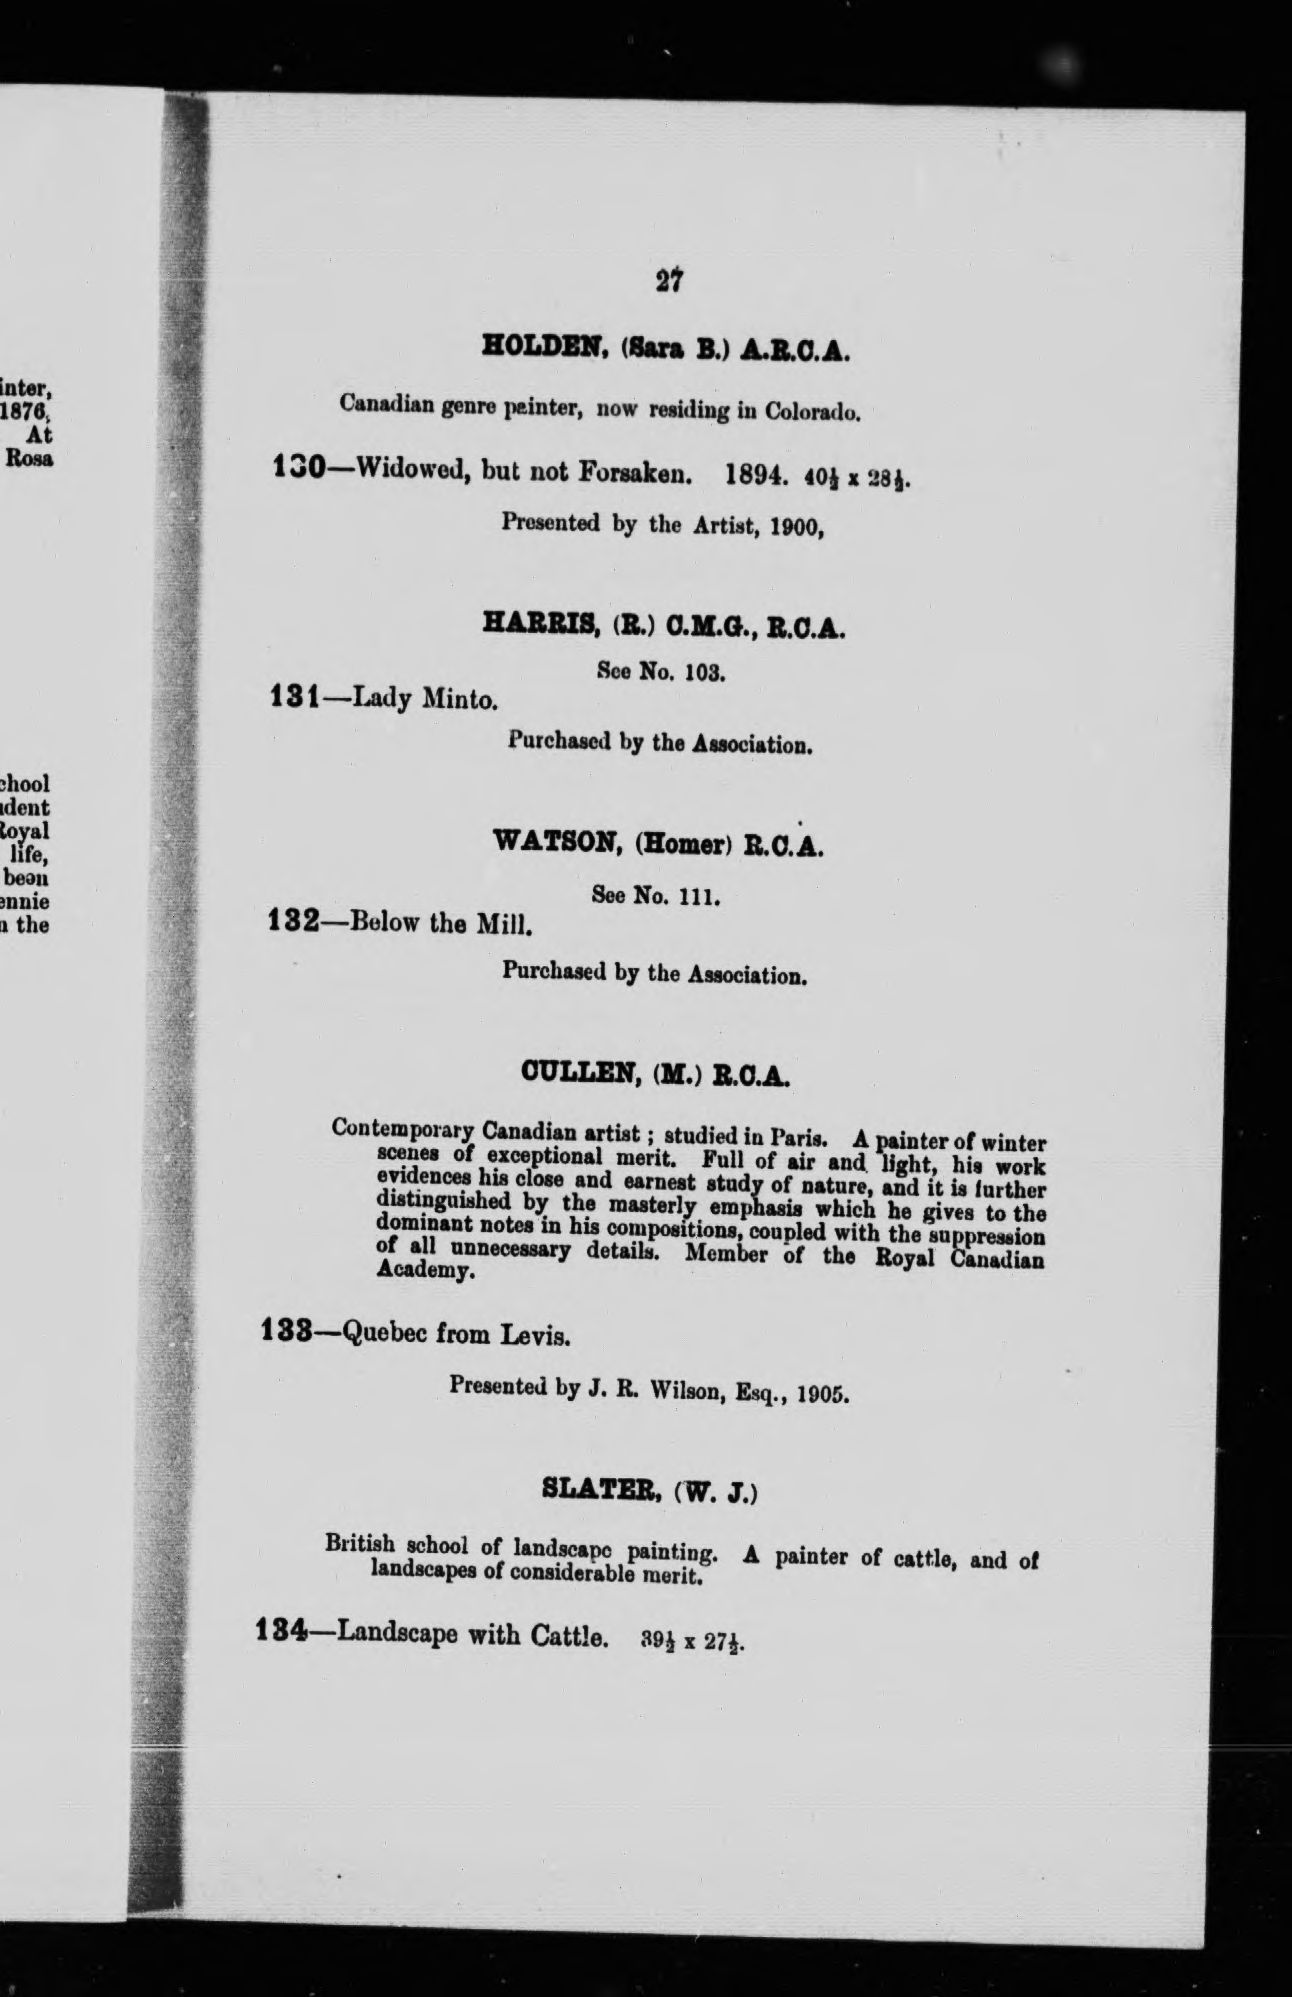 inter,
1876,
At
Rosa
chool
ident
Royal
life,
been
ennie
n the
27
HOLDEN, (Sara B.) A.R.C.A.
Canadian genre painter, now residing in Colorado.
130—Widowed, but not Forsaken. 1894. 40½ x 28½.
Presented by the Artist, 1900,
HARRIS, (R.) C.M.G., R.C.A.
See No. 103.
131—Lady Minto.
Purchased by the Association.
WATSON, (Homer) R.C.A.
See No. 111.
132—Below the Mill.
Purchased by the Association.
CULLEN, (M.) R.C.A.
Contemporary Canadian artist ; studied in Paris. A painter of winter
scenes of exceptional merit. Full of air and light, his work
evidences his close and earnest study of nature, and it is further
distinguished by the masterly emphasis which he gives to the
dominant notes in his compositions, coupled with the suppression
of all unnecessary details. Member of the Royal Canadian
Academy.
133—Quebec from Levis.
Presented by J. R. Wilson, Esq., 1905.
SLATER, (W. J.)
British school of landscape painting. A painter of cattle, and of
landscapes of considerable merit.
134—Landscape with Cattle. 39½ x 27½.